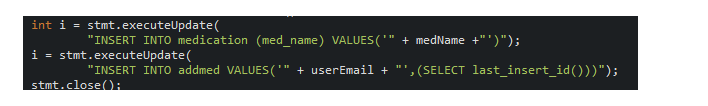 int i = stmt.executeUpdate(
"INSERT INTO medication (med_name) VALUES('" + medName +"')");
i = stmt.executeUpdate(
"INSERT INTO addmed VALUES('" + userEmail + "',(SELECT last_insert_id()))");
stmt.close();